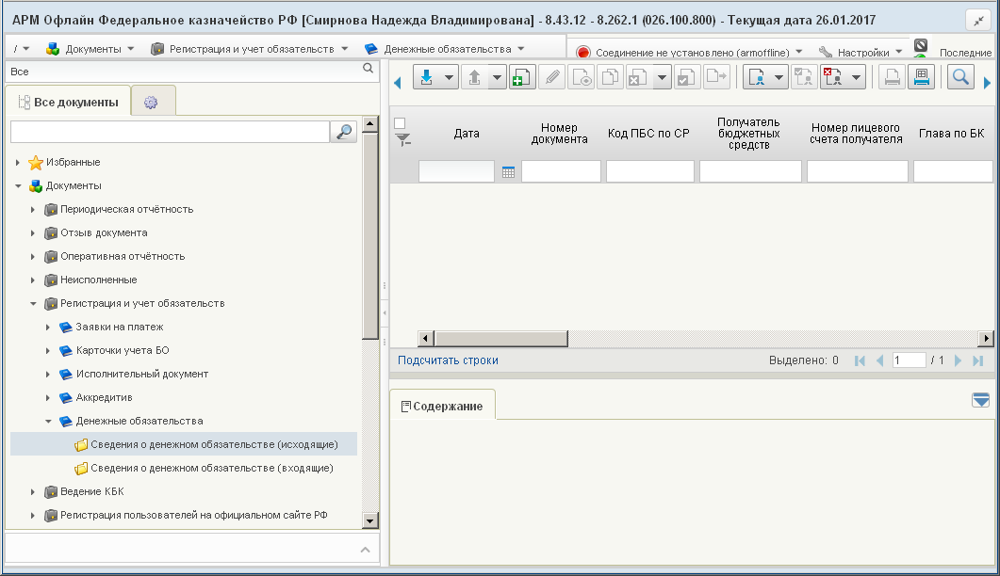 АРМ Офлайн Федеральное казначейство РФ [Смирнова Надежда Владимировна] - 8.43.12 - 8.262.1 (026.100.800) - Текущая дата 26.01.2017
/ Документы Регистрация и учет обязательств Денежные обязательства
Соединение не установлено (armoffline) Настройки Последние
Все
Все документы
Избранные
Документы
Периодическая отчётность
Отзыв документа
Оперативная отчётность
Неисполненные
Регистрация и учет обязательств
Заявки на платеж
Карточки учета БО
Исполнительный документ
Аккредитив
Денежные обязательства
Сведения о денежном обязательстве (исходящие)
Сведения о денежном обязательстве (входящие)
Ведение КБК
Регистрация пользователей на официальном сайте РФ
Дата
Номер
документа
Код ПБС по СР
Получатель
бюджетных
средств
Номер лицевого
счета получателя
Глава по БК
Подсчитать строки
Выделено: 0
1 / 1
Содержание